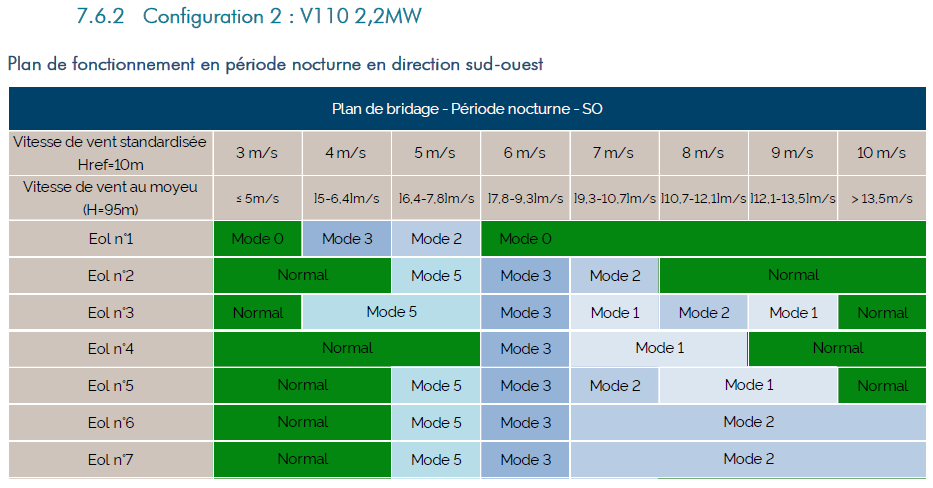 7.6.2 Configuration 2 : V110 2,2MW
Plan de fonctionnement en période nocturne en direction sud-ouest
Plan de bridage - Période nocturne - SO
Vitesse de vent standardisée Href=10m 3 m/s 4 m/s 5 m/s 6 m/s 7 m/s 8 m/s 9 m/s 10 m/s
Vitesse de vent au moyeu (H=95m) ≤ 5m/s ]5-6,4]m/s ]6,4-7,8]m/s ]7,8-9,3]m/s ]9,3-10,7]m/s ]10,7-12,1]m/s ]12,1-13,5]m/s > 13,5m/s
Eol n°1 Mode 0 Mode 3 Mode 2 Mode 0
Eol n°2 Normal Mode 5 Mode 3 Mode 2 Normal
Eol n°3 Normal Mode 5 Mode 3 Mode 1 Mode 2 Mode 1 Normal
Eol n°4 Normal Mode 3 Mode 1 Normal
Eol n°5 Normal Mode 5 Mode 3 Mode 2 Mode 1 Normal
Eol n°6 Normal Mode 5 Mode 3 Mode 2
Eol n°7 Normal Mode 5 Mode 3 Mode 2